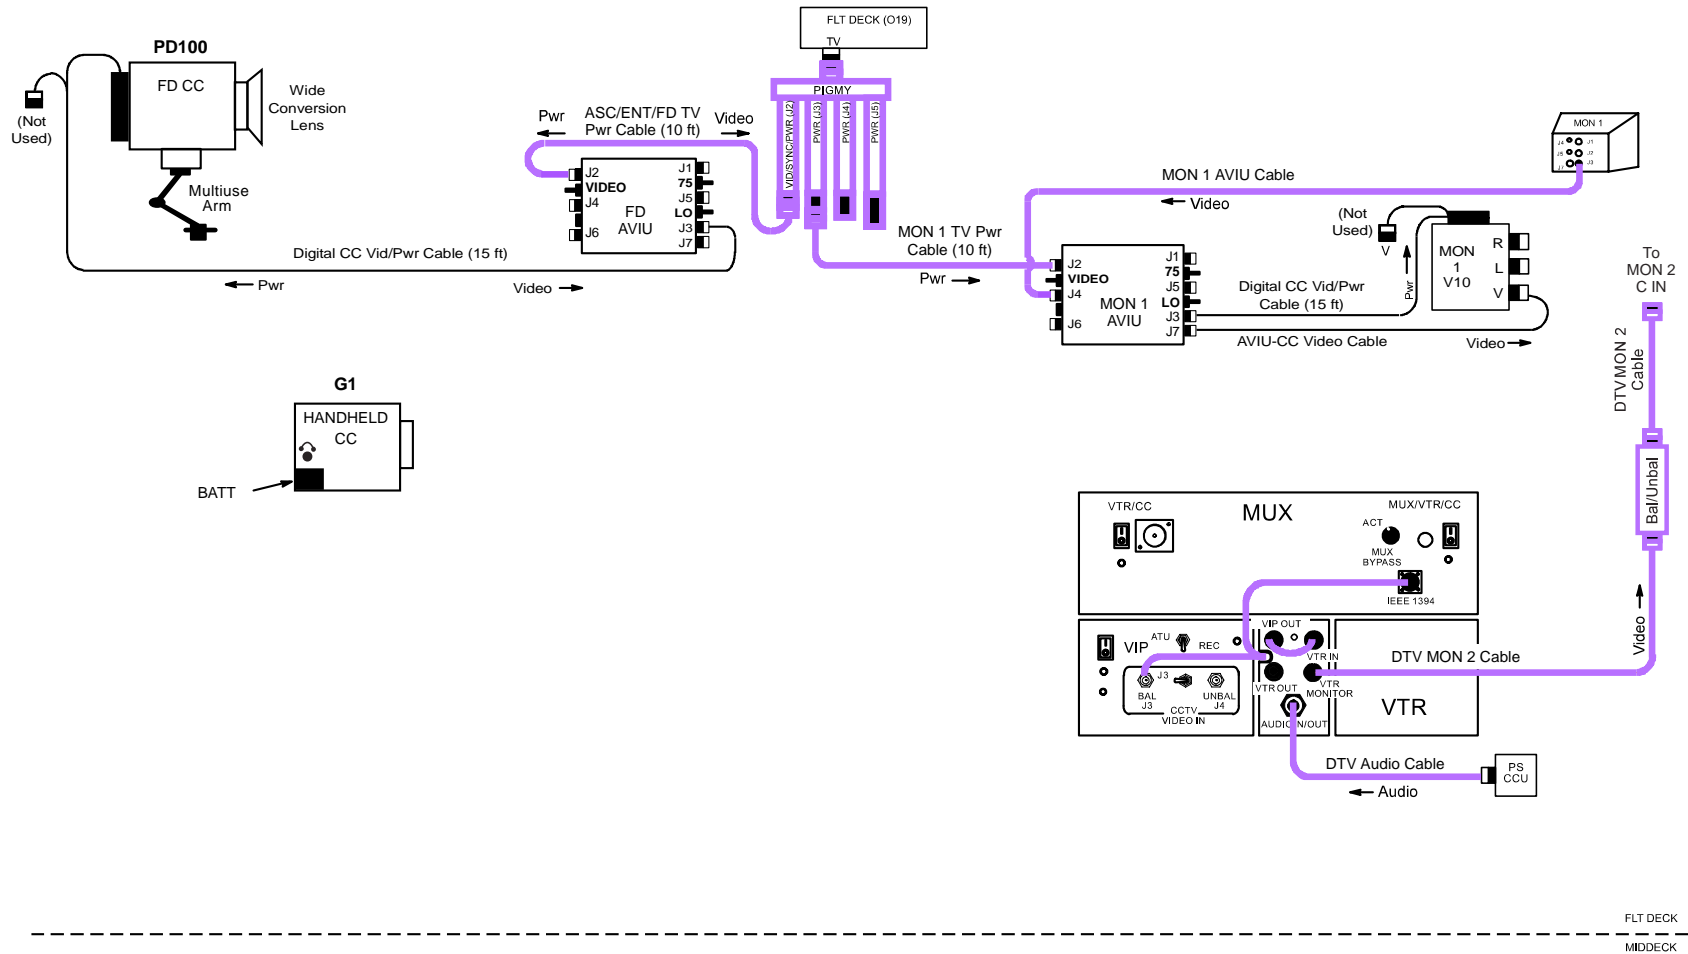 FLT DECK (O19)
TV
PIGMY
VID/SYNC/PWR (J2)
PWR (J3)
PWR (J4)
PWR (J5)
PD100
FD CC
Wide
Conversion
Lens
(Not
Used)
Multiuse
Arm
Digital CC Vid/Pwr Cable (15 ft)
Pwr
Video
Pwr
ASC/ENT/FD TV
Pwr Cable (10 ft)
Video
J2
VIDEO
J4
J6
FD
AVIU
J1
75
J5
LO
J3
J7
MON 1 TV Pwr
Cable (10 ft)
Pwr
MON 1 AVIU Cable
Video
MON 1
J4
J5
J7
J1
J2
J3
J2
VIDEO
J4
J6
MON 1
AVIU
J1
75
J5
LO
J3
J7
(Not
Used)
V
Pwr
Digital CC Vid/Pwr
Cable (15 ft)
AVIU-CC Video Cable
Video
MON
1
V10
R
L
V
To
MON 2
C IN
DTV MON 2
Cable
Bal/Unbal
Video
G1
HANDHELD
CC
BATT
VTR/CC
MUX
MUX/VTR/CC
ACT
MUX
BYPASS
IEEE 1394
VIP
ATU
REC
J3
BAL
J3
UNBAL
J4
CCTV
VIDEO IN
VIP OUT
VTR IN
VTR OUT
VTR
MONITOR
AUDIO IN/OUT
DTV MON 2 Cable
VTR
DTV Audio Cable
Audio
PS
CCU
FLT DECK
MIDDECK